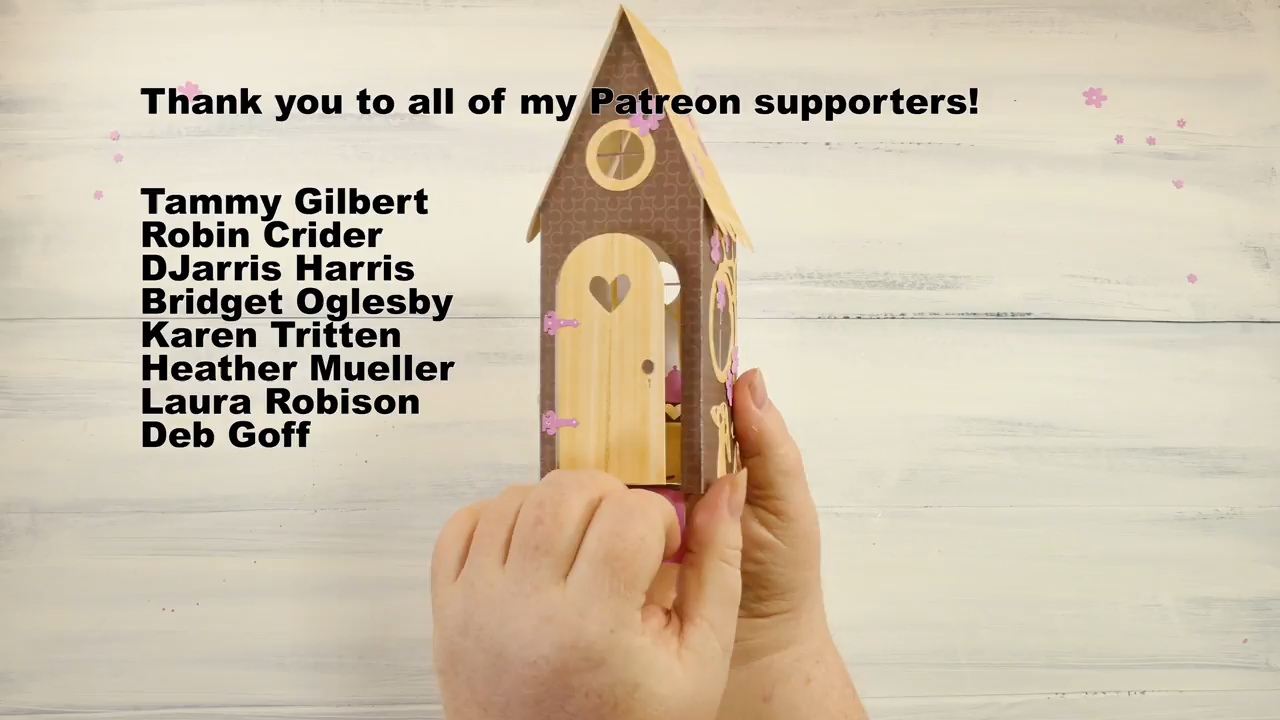 Thank you to all of my Patreon supporters!
Tammy Gilbert
Robin Crider
DJarris Harris
Bridget Oglesby
Karen Tritten
Heather Mueller
Laura Robison
Deb Goff